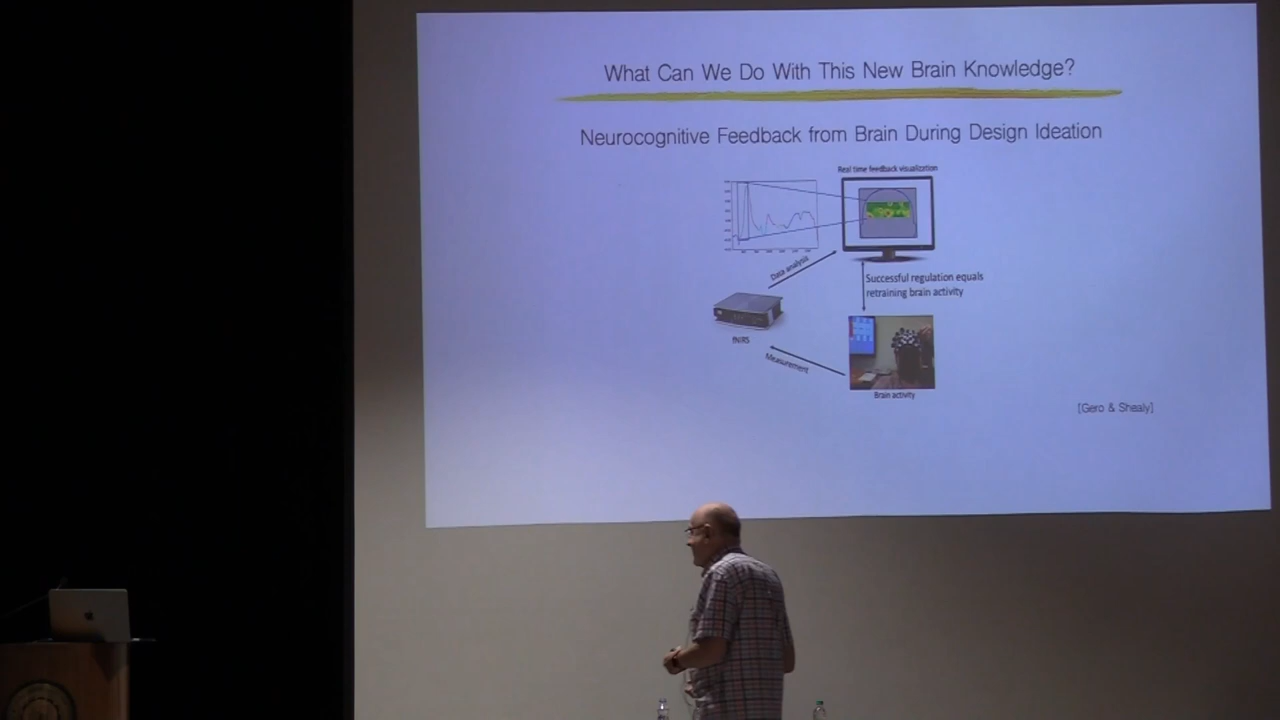 What Can We Do With This New Brain Knowledge?
Neurocognitive Feedback from Brain During Design Ideation
Real time feedback visualization
Data analysis
Successful regulation equals
retraining brain activity
fNIRS
Measurement
Brain activity
[Gero & Shealy]